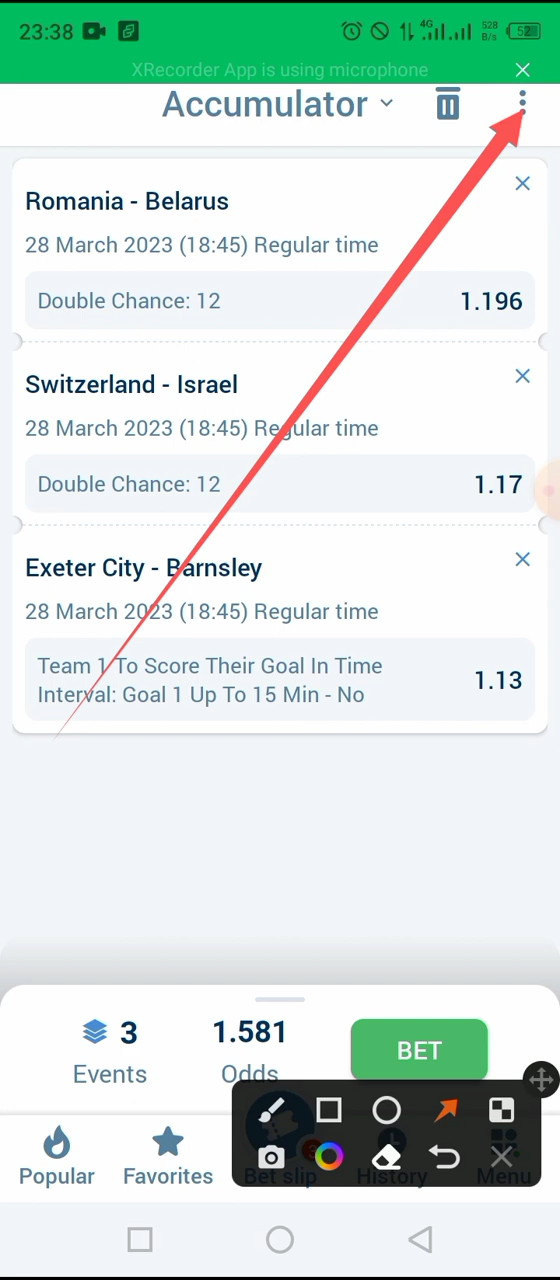 23:38
4G
528
B/s
52
XRecorder App is using microphone
Accumulator
Romania - Belarus
28 March 2023 (18:45) Regular time
Double Chance: 12
1.196
Switzerland - Israel
28 March 2023 (18:45) Regular time
Double Chance: 12
1.17
Exeter City - Barnsley
28 March 2023 (18:45) Regular time
Team 1 To Score Their Goal In Time
Interval: Goal 1 Up To 15 Min - No
1.13
3
1.581
BET
Events
Odds
Popular
Favorites
Bet slip
History
Menu